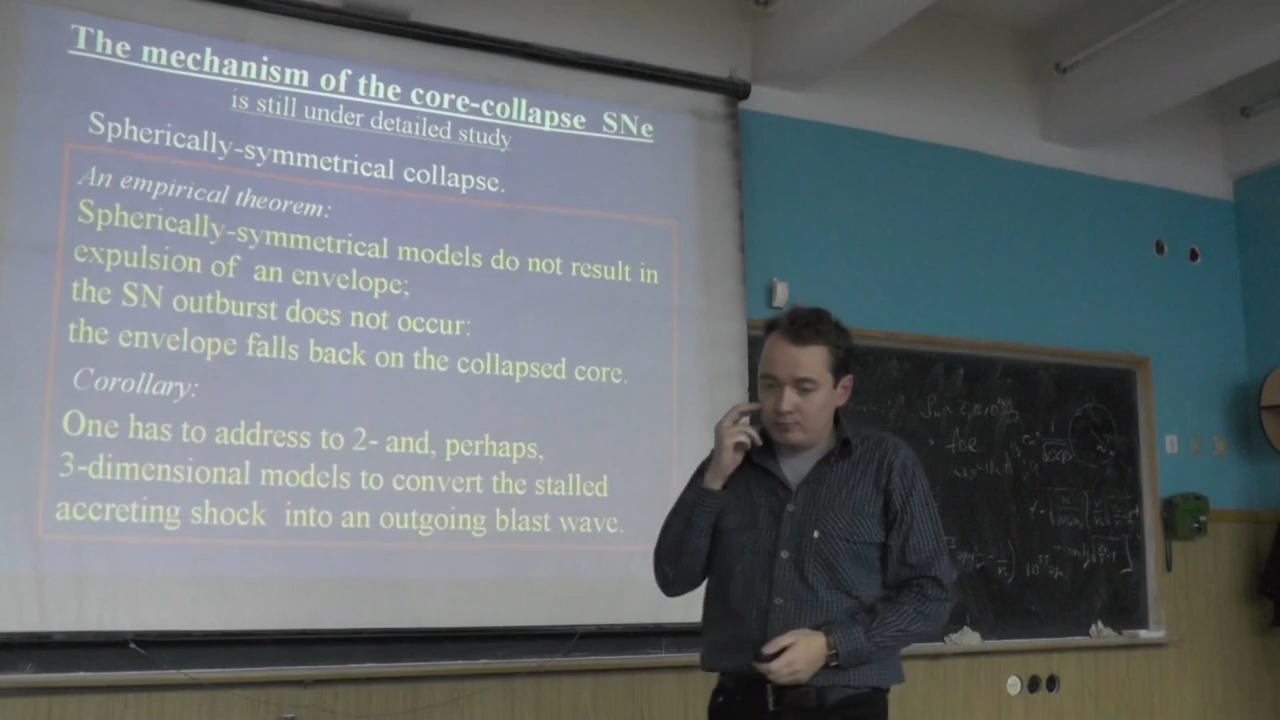 The mechanism of the core-collapse SNe
is still under detailed study
Spherically-symmetrical collapse.
An empirical theorem:
Spherically-symmetrical models do not result in
expulsion of an envelope;
the SN outburst does not occur:
the envelope falls back on the collapsed core.
Corollary:
One has to address to 2- and, perhaps,
3-dimensional models to convert the stalled
accreting shock into an outgoing blast wave.